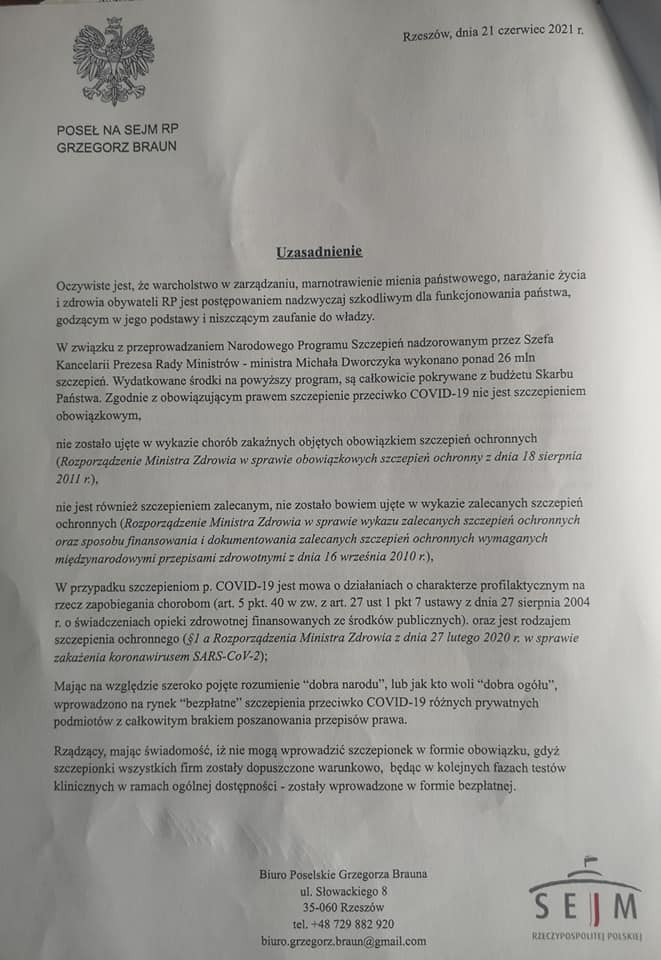 Rzeszów, dnia 21 czerwiec 2021 r.
POSEŁ NA SEJM RP
GRZEGORZ BRAUN
Uzasadnienie
Oczywiste jest, że warcholstwo w zarządzaniu, marnotrawienie mienia państwowego, narażanie życia
i zdrowia obywateli RP jest postępowaniem nadzwyczaj szkodliwym dla funkcjonowania państwa,
godzącym w jego podstawy i niszczącym zaufanie do władzy.
W związku z przeprowadzaniem Narodowego Programu Szczepień nadzorowanym przez Szefa
Kancelarii Prezesa Rady Ministrów - ministra Michała Dworczyka wykonano ponad 26 mln
szczepień. Wydatkowane środki na powyższy program, są całkowicie pokrywane z budżetu Skarbu
Państwa. Zgodnie z obowiązującym prawem szczepienie przeciwko COVID-19 nie jest szczepieniem
obowiązkowym,
nie zostało ujęte w wykazie chorób zakaźnych objętych obowiązkiem szczepień ochronnych
(Rozporządzenie Ministra Zdrowia w sprawie obowiązkowych szczepień ochronny z dnia 18 sierpnia
2011 r.),
nie jest również szczepieniem zalecanym, nie zostało bowiem ujęte w wykazie zalecanych szczepień
ochronnych (Rozporządzenie Ministra Zdrowia w sprawie wykazu zalecanych szczepień ochronnych
oraz sposobu finansowania i dokumentowania zalecanych szczepień ochronnych wymaganych
międzynarodowymi przepisami zdrowotnymi z dnia 16 września 2010 r.),
W przypadku szczepieniom p. COVID-19 jest mowa o działaniach o charakterze profilaktycznym na
rzecz zapobiegania chorobom (art. 5 pkt. 40 w zw. z art. 27 ust 1 pkt 7 ustawy z dnia 27 sierpnia 2004
r. o świadczeniach opieki zdrowotnej finansowanych ze środków publicznych). oraz jest rodzajem
szczepienia ochronnego (§1 a Rozporządzenia Ministra Zdrowia z dnia 27 lutego 2020 r. w sprawie
zakażenia koronawirusem SARS-CoV-2);
Mając na względzie szeroko pojęte rozumienie “dobra narodu”, lub jak kto woli “dobra ogółu”,
wprowadzono na rynek “bezpłatne” szczepienia przeciwko COVID-19 różnych prywatnych
podmiotów z całkowitym brakiem poszanowania przepisów prawa.
Rządzący, mając świadomość, iż nie mogą wprowadzić szczepionek w formie obowiązku, gdyż
szczepionki wszystkich firm zostały dopuszczone warunkowo, będąc w kolejnych fazach testów
klinicznych w ramach ogólnej dostępności - zostały wprowadzone w formie bezpłatnej.
Biuro Poselskie Grzegorza Brauna
ul. Słowackiego 8
35-060 Rzeszów
tel. +48 729 882 920
biuro.grzegorz.braun@gmail.com
SEJM
RZECZYPOSPOLITEJ POLSKIEJ